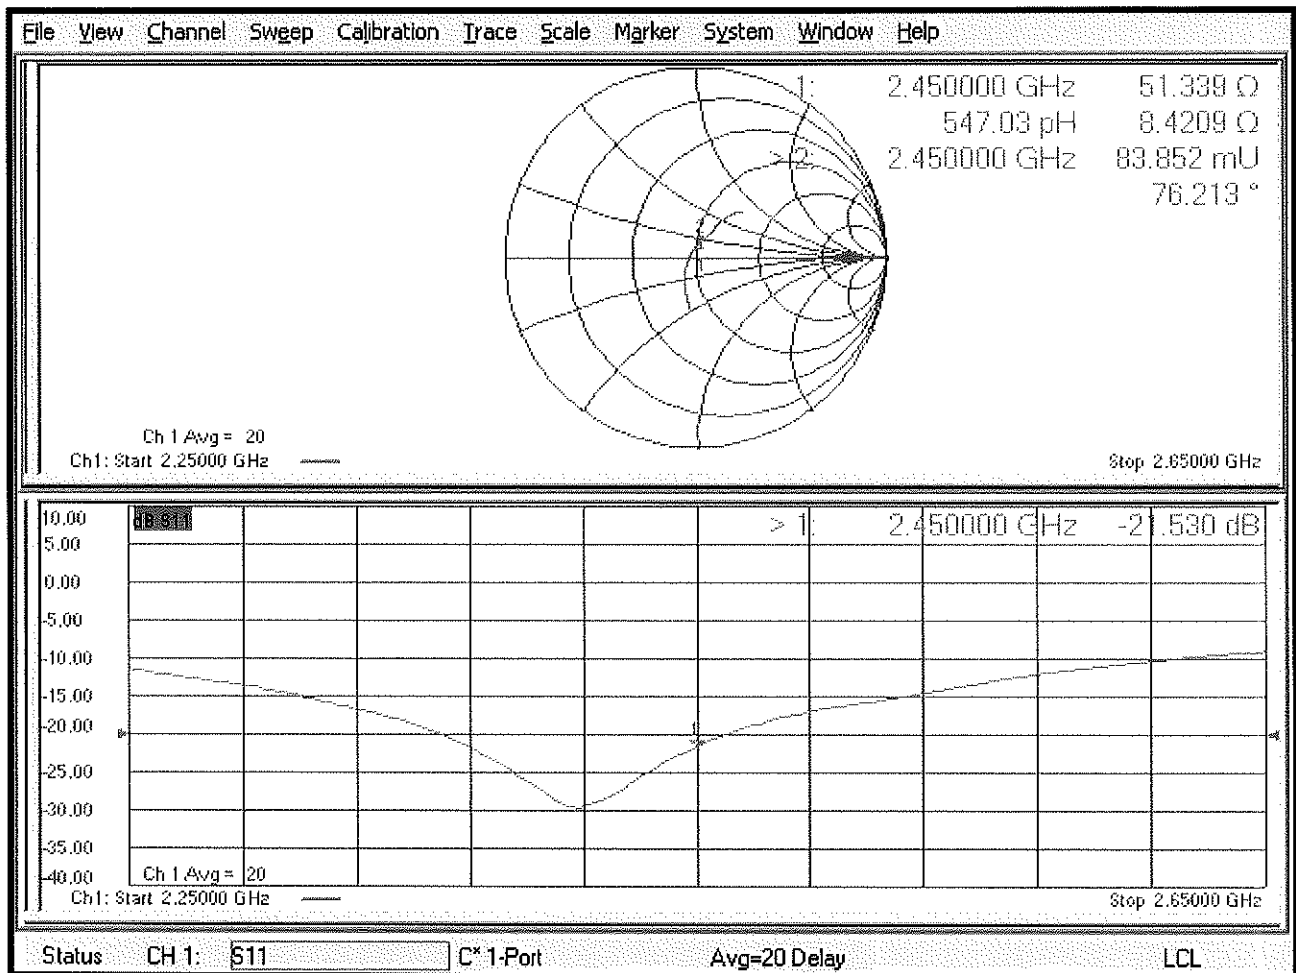 File View Channel Sweep Calibration Trace Scale Marker System Window Help
1: 2.450000 GHz 51.339 Ω
547.03 pH 8.4209 Ω
> 2: 2.450000 GHz 83.852 mU
76.213 °
Ch 1 Avg = 20
Ch1: Start 2.25000 GHz Stop 2.65000 GHz
10.00 dB S11 > 1: 2.450000 GHz -21.530 dB
5.00
0.00
-5.00
-10.00
-15.00
-20.00 1
-25.00
-30.00
-35.00
-40.00 Ch 1 Avg = 20
Ch1: Start 2.25000 GHz Stop 2.65000 GHz
Status CH 1: S11 C* 1-Port Avg=20 Delay LCL